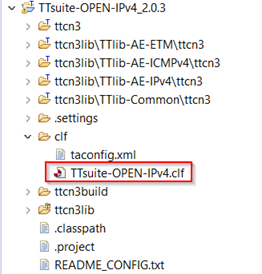 TTsuite-OPEN-IPv4_2.0.3
ttcn3
ttcn3lib\TTlib-AE-ETM\ttcn3
ttcn3lib\TTlib-AE-ICMPv4\ttcn3
ttcn3lib\TTlib-AE-IPv4\ttcn3
ttcn3lib\TTlib-Common\ttcn3
.settings
clf
taconfig.xml
TTsuite-OPEN-IPv4.clf
ttcn3build
ttcn3lib
.classpath
.project
README_CONFIG.txt